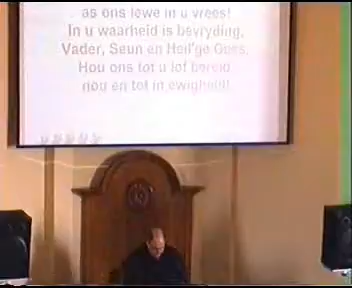 as ons lewe in u vrees!
In u waarheid is bevryding,
Vader, Seun en Heil'ge Gees.
Hou ons tot u lof bereid
nou en tot in ewigheid!